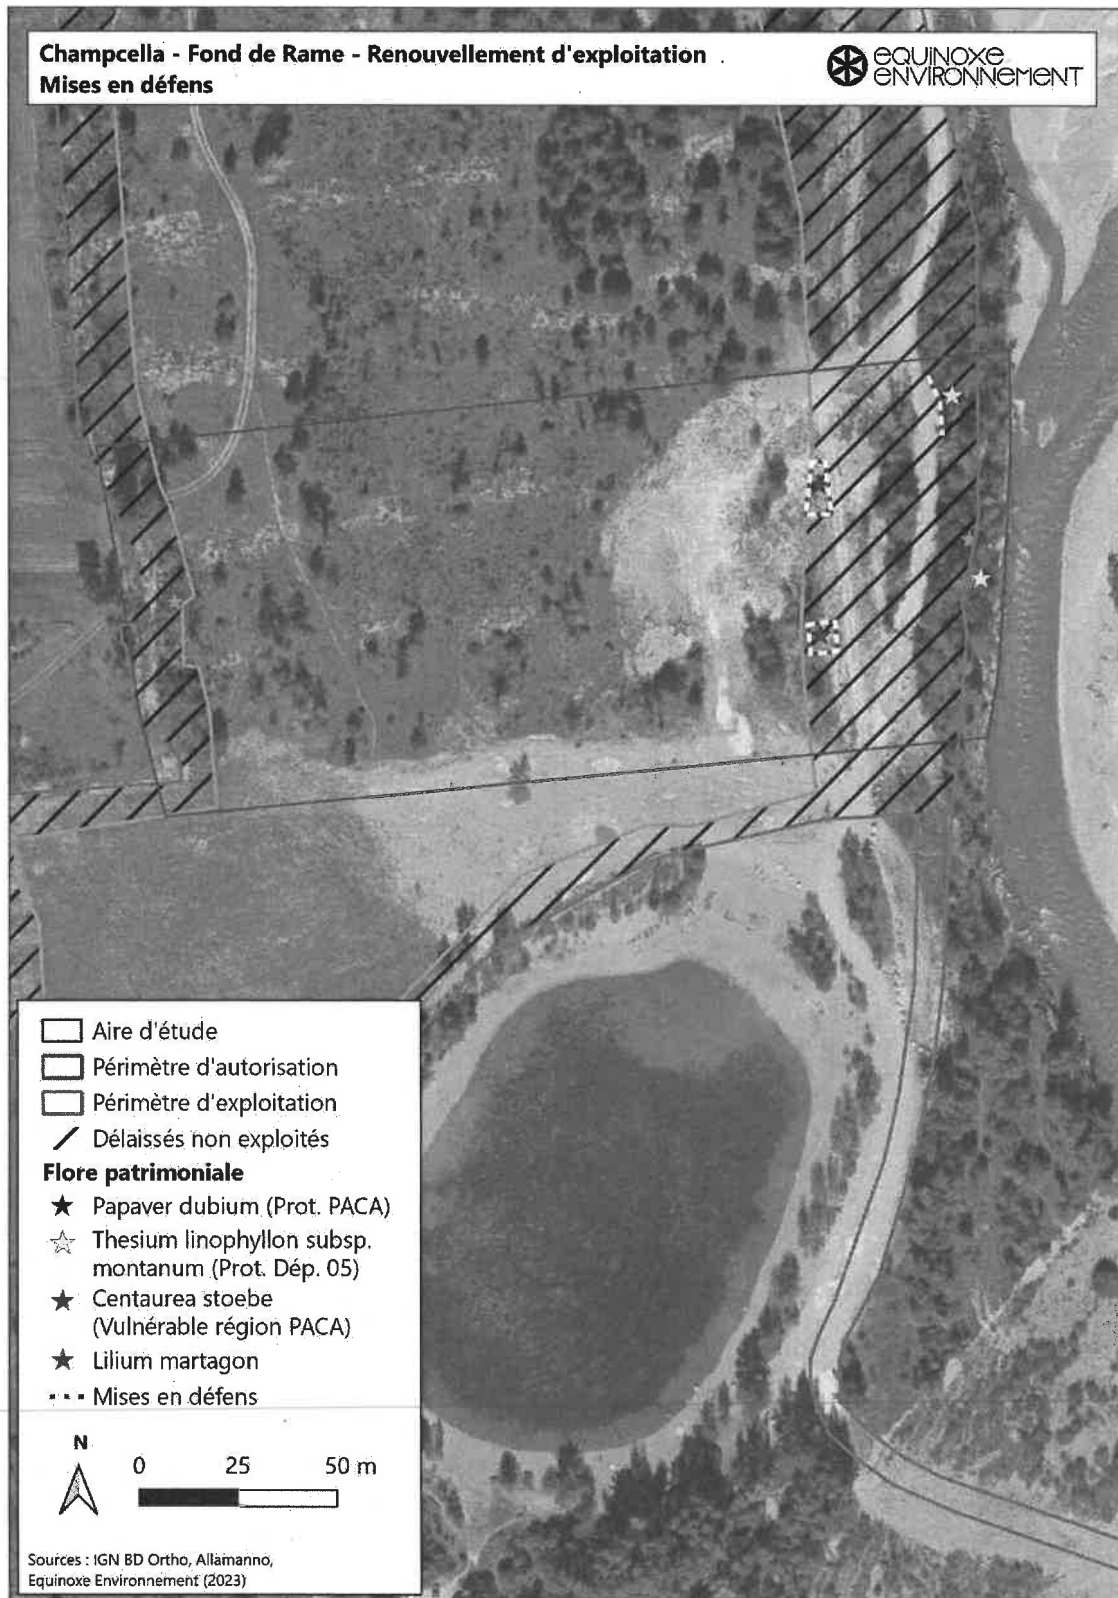 Champcella - Fond de Rame - Renouvellement d'exploitation
Mises en défens
EQUINOXE
ENVIRONNEMENT
Aire d'étude
Périmètre d'autorisation
Périmètre d'exploitation
Délaissés non exploités
Flore patrimoniale
Papaver dubium (Prot. PACA)
Thesium linophyllon subsp.
montanum (Prot. Dép. 05)
Centaurea stoebe
(Vulnérable région PACA)
Lilium martagon
Mises en défens
N
0 25 50 m
Sources : IGN BD Ortho, Allamanno,
Equinoxe Environnement (2023)